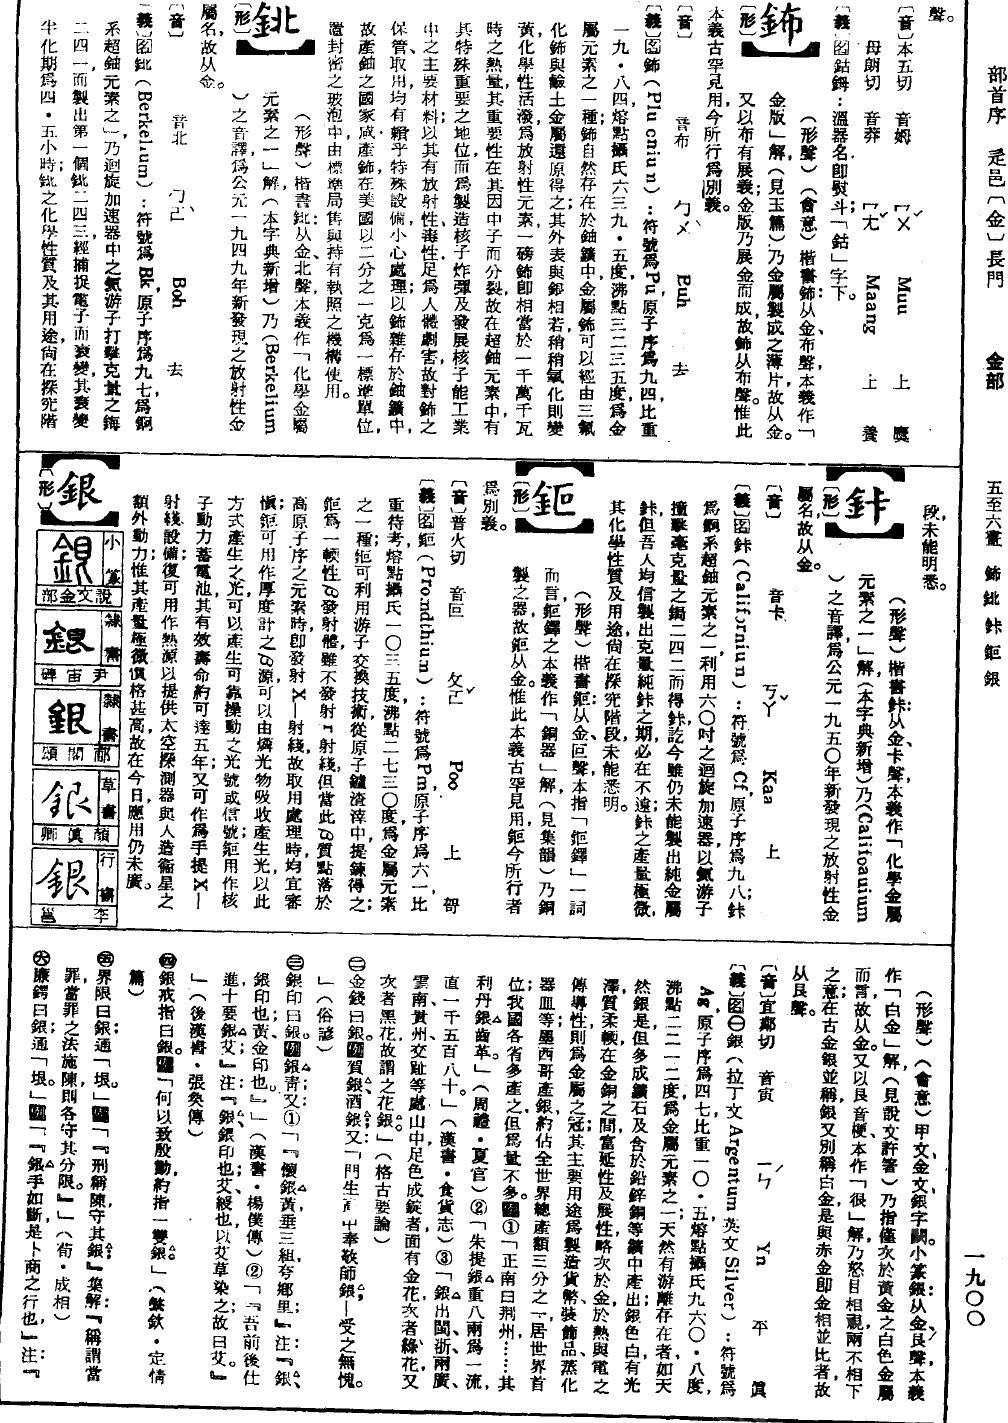 部首序 辵邑〔金〕長門 金部 五至六畫 鈽鉳鉲鉕銀 一九〇〇
聲。
〔音〕本五切 音姆 ㄇㄨˇ Muu 上 麌
母朗切 音莽 ㄇㄤˇ Maang 上 養
〔義〕图鈷鉧：溫器名卽熨斗；「鈷」字下。
鈽
〔形〕
（形聲）（會意）楷書鈽从金、布聲，本義作「
金版」解（見玉篇）乃金屬製成之薄片，故从金。
又以布有展義；金版乃展金而成，故鈽从布聲。惟此
本義古罕見用，今所行爲別義。
〔音〕 音布 ㄅㄨˋ Buh 去
〔義〕图鈽(Plutonium)：符號爲Pu，原子序爲九四，比重
一九·八四，熔點攝氏六三九·五度，沸點三二三五度，爲金
屬元素之一種；鈽自然存在於鈾鑛中，金屬鈽可以經由三氟
化鈽與鹼土金屬還原得之；其外表與鈣相若，若稍稍氧化則變
黃，化學性活潑，爲放射性元素，一磅鈽卽相當於一千萬千瓦
時之熱量；其重要性在其因中子而分裂，故在超鈾元素中有
其特殊重要之地位，而爲製造核子炸彈及發展核子能工業
中之主要材料，以其有放射性、毒性，足爲人體劇害，故對鈽之
保管、取用均有賴乎特殊設備，小心處理；以鈽雜存於鈾鑛中，
故產鈾之國家咸產鈽；在美國以二分之一克爲一標準單位，
置封密之玻泡中，由標準局售與持有執照之機構使用。
鉳
〔形〕
（形聲）楷書鉳从金、北聲，本義作「化學金屬
元素之一」解（本字典新增）乃(Berkelium
）之音譯，爲公元一九四九年新發現之放射性金
屬名，故从金。
〔音〕 音北 ㄅㄛˋ Boh 去
〔義〕图鉳(Berkelium)：符號爲Bk，原子序爲九七，爲錒
系超鈾元素之一，乃迴旋加速器中之氦游子打擊克量之鋂
二四一而製出第一個鉳二四三，經捕捉電子而衰變，其衰變
半化期爲四·五小時；鉳之化學性質及其用途尙在探究階
段，未能明悉。
鉲
〔形〕
（形聲）楷書鉲从金、卡聲，本義作「化學金屬
元素之一」解（本字典新增）乃(Califoauium
）之音譯，爲公元一九五〇年新發現之放射性金
屬名，故从金。
〔音〕 音卡 ㄎㄚˇ Kaa 上
〔義〕图鉲(Californium)：符號爲Cf，原子序爲九八；鉲
爲錒系超鈾元素之一，利用六〇吋之迴旋加速器以氦游子
撞擊毫克量之鋦二四二而得鉲；訖今雖仍未能製出純金屬
鉲，但吾人均信製出克量純鉲之期必在不遠；鉲之產量極微，
其化學性質及用途尙在探究階段，未能悉明。
鉕
〔形〕
（形聲）楷書鉕从金、叵聲，本指「鉕鑼」一詞
而言，鉕鑼之本義作「銅器」解（見集韻）乃銅
製之器，故鉕从金。惟此本義古罕見用，鉕今所行者
爲別義。
〔音〕普火切 音叵 ㄆㄛˇ Poo 上 哿
〔義〕图鉕(Promdthium)：符號爲Pm，原子序爲六一，比
重待考，熔點攝氏一〇三五度，沸點二七三〇度，爲金屬元素
之一種；鉕可利用游子交換技術從原子鑪渣滓中提鍊得之；
鉕爲一輭性β發射體，雖不發射γ射綫，但當此β質點落於
高原子序之元素時卽發射X—射綫，故取用處理時均宜審
愼；鉕可用作厚度計之β源，可以由燐光物吸收產生光，以此
方式產生之光可以產生可靠操動之光號或信號；鉕用作核
子動力蓄電池，其有效壽命約可達五年；又可作爲手提X—
射綫設備；復可用作熱源，以提供太空探測器與人造衞星之
額外動力；惟其產量極微，價格甚高，故在今日應用仍未廣。
銀
〔形〕
小篆 銀 說文金部
隸書 銀 尹宙碑
隸書 銀 郙閣頌
草書 銀 顏眞卿
行書 銀 李邕
（形聲）（會意）甲文、金文銀字闕，小篆銀从金、艮聲，本義
作「白金」解（見說文許箸）乃指僅次於黃金之白色金屬
而言，故从金。又以艮音梗，本作「很」解，乃怒目相視兩不相下
之意；在古金銀並稱，銀又別稱白金，是與赤金卽金相並比者，故
从艮聲。
〔音〕宜鄰切 音寅 ㄧㄣˊ Yn 平 眞
〔義〕图㊀銀（拉丁文Argentum，英文Silver）：符號爲
Ag，原子序爲四七，比重一〇·五，熔點攝氏九六〇·八度，
沸點二二一二度，爲金屬元素之一，天然有游離存在者，如天
然銀是，但多成鑛石及含於鉛鋅銅等鑛中產出；銀色白有光
澤，質柔輭，在金銅之間，富延性及展性，略次於金，於熱與電之
傳導性則爲金屬之冠，其主要用途爲製造貨幣、裝飾品、蒸化
器皿等；墨西哥產銀約佔全世界總產額三分之一，居世界首
位，我國各省多產之，但爲量不多。例①「正南曰荆州……其
利丹銀齒革。」（周禮·夏官）②「朱提銀重八兩爲一流，
直一千五百八十。」（漢書·食貨志）③「銀出閩、浙、兩廣、
雲南、貴州、交趾等處山中，足色成錠者，面有金花，次者綠花，又
次者黑花，故謂之花銀。」（格古要論）
㊁金錢曰銀。例賀銀；酒銀；又「門生高中奉敬師銀—受之無愧。
」（俗諺）
㊂銀印曰銀。例銀靑；又①「『懷銀黃，垂三組，夸鄉里。』注：『銀，
銀印也；黃，金印也。』」（漢書·楊僕傳）②「『吾前後仕
進，十要銀艾。』注：『銀，銀印也；艾，綬也，以艾草染之，故曰艾。』
」（後漢書·張奐傳）
㊃銀戒指曰銀。例「何以致殷勤，約指一雙銀。」（繁欽·定情
篇）
㊄界限曰銀，通「垠」。例「『刑稱陳，守其銀。』集解：『稱謂當
罪，當罪之法施陳，則各守其分限。』」（荀·成相）
㊅廉鍔曰銀，通「垠」。例「『銀手如斷，是卜商之行也。』注：『